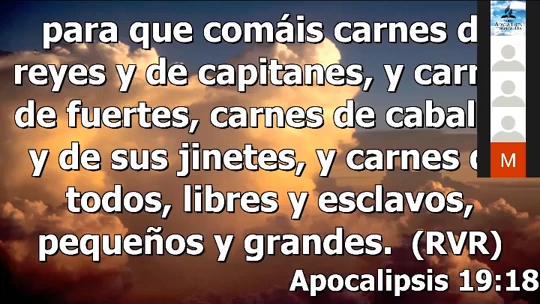 para que comáis carnes d
reyes y de capitanes, y carn
de fuertes, carnes de cabal
y de sus jinetes, y carnes
todos, libres y esclavos,
pequeños y grandes. (RVR)
Apocalipsis 19:18
M